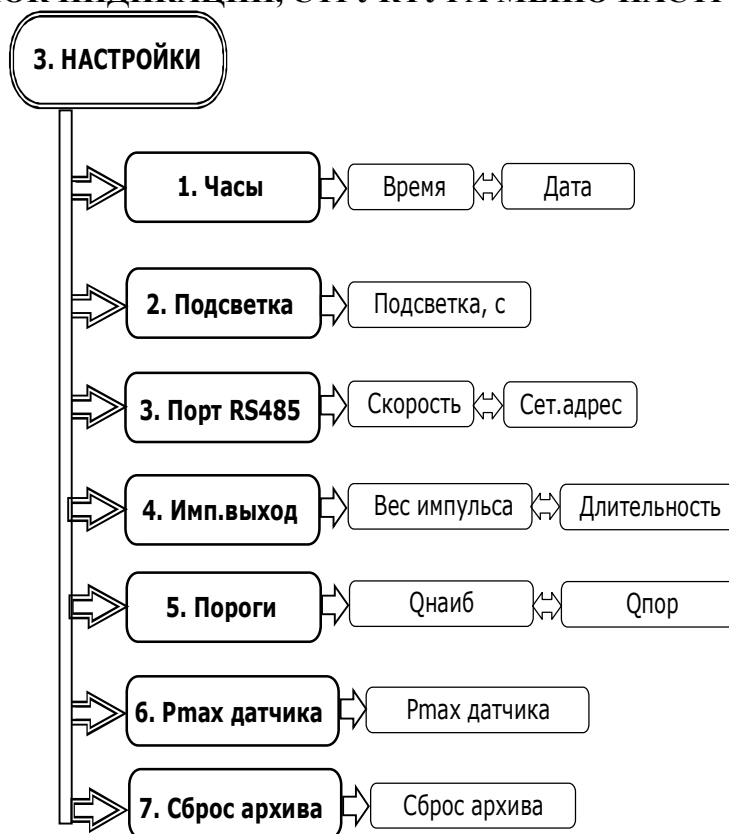 3. НАСТРОЙКИ
1. Часы Время Дата
2. Подсветка Подсветка, с
3. Порт RS485 Скорость Сет.адрес
4. Имп.выход Вес импульса Длительность
5. Пороги Qнаиб Qпор
6. Pmax датчика Pmax датчика
7. Сброс архива Сброс архива